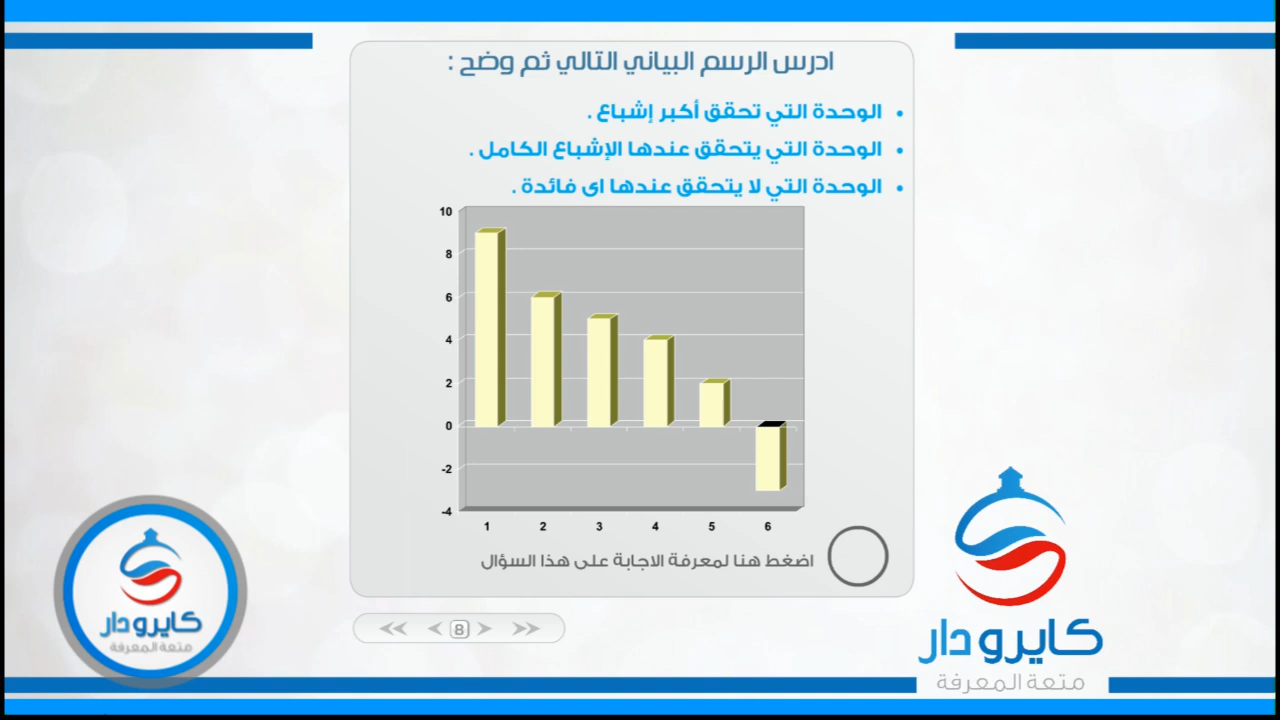 ادرس الرسم البياني التالي ثم وضح :
• الوحدة التي تحقق أكبر إشباع .
• الوحدة التي يتحقق عندها الإشباع الكامل .
• الوحدة التي لا يتحقق عندها اى فائدة .
10
8
6
4
2
0
-2
-4
1 2 3 4 5 6
اضغط هنا لمعرفة الاجابة على هذا السؤال
8
كايرو دار
متعة المعرفة
كايرو دار
متعة المعرفة